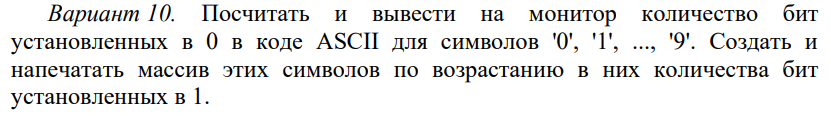 Вариант 10. Посчитать и вывести на монитор количество бит
установленных в 0 в коде ASCII для символов '0', '1', ..., '9'. Создать и
напечатать массив этих символов по возрастанию в них количества бит
установленных в 1.